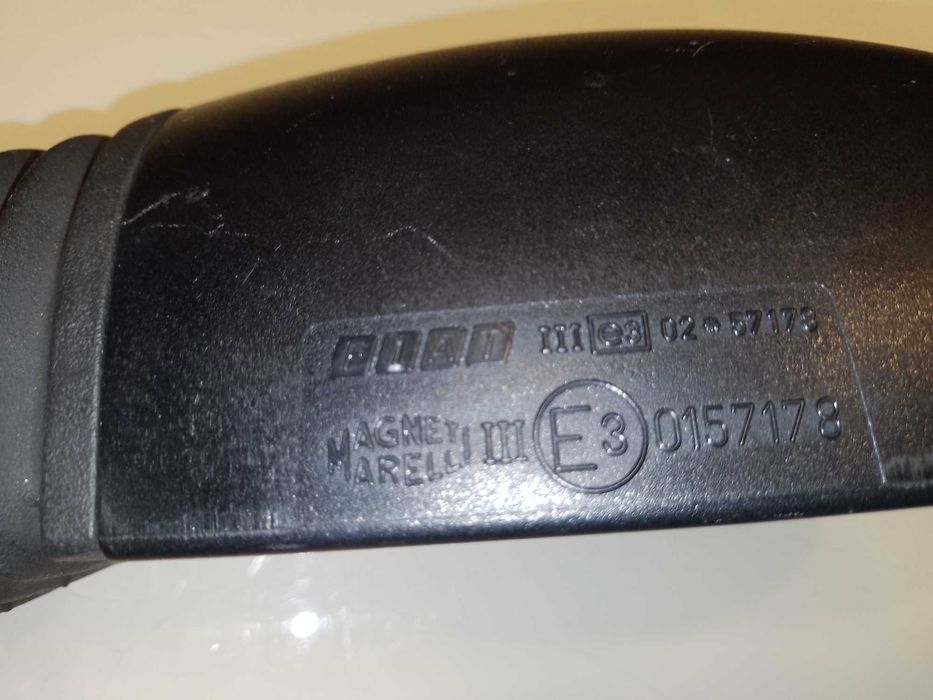 FIAT III e3 02*57178
MAGNETI
MARELLI III E3 0157178